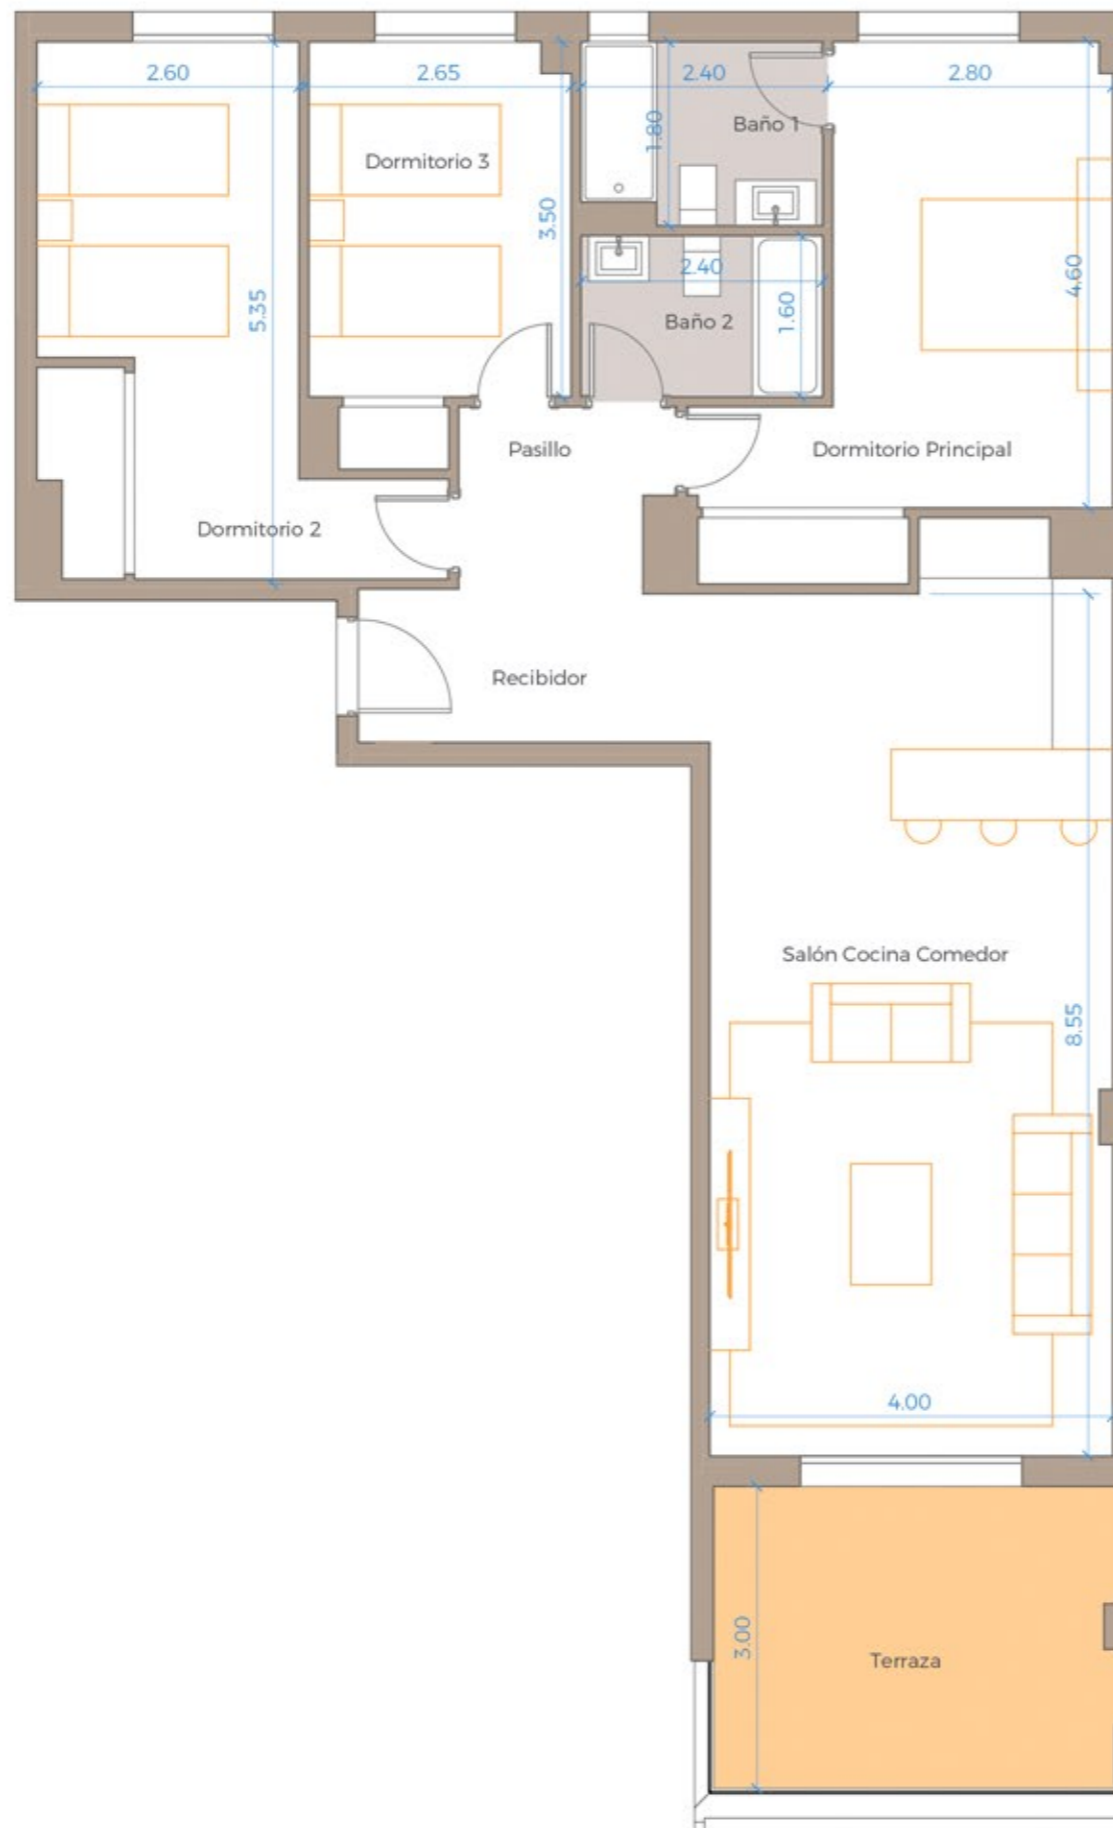 2.60
2.65
2.40
2.80
Baño 1
1.80
Dormitorio 3
3.50
2.40
4.60
5.35
1.60
Baño 2
Pasillo
Dormitorio Principal
Dormitorio 2
Recibidor
Salón Cocina Comedor
8.55
4.00
3.00
Terraza